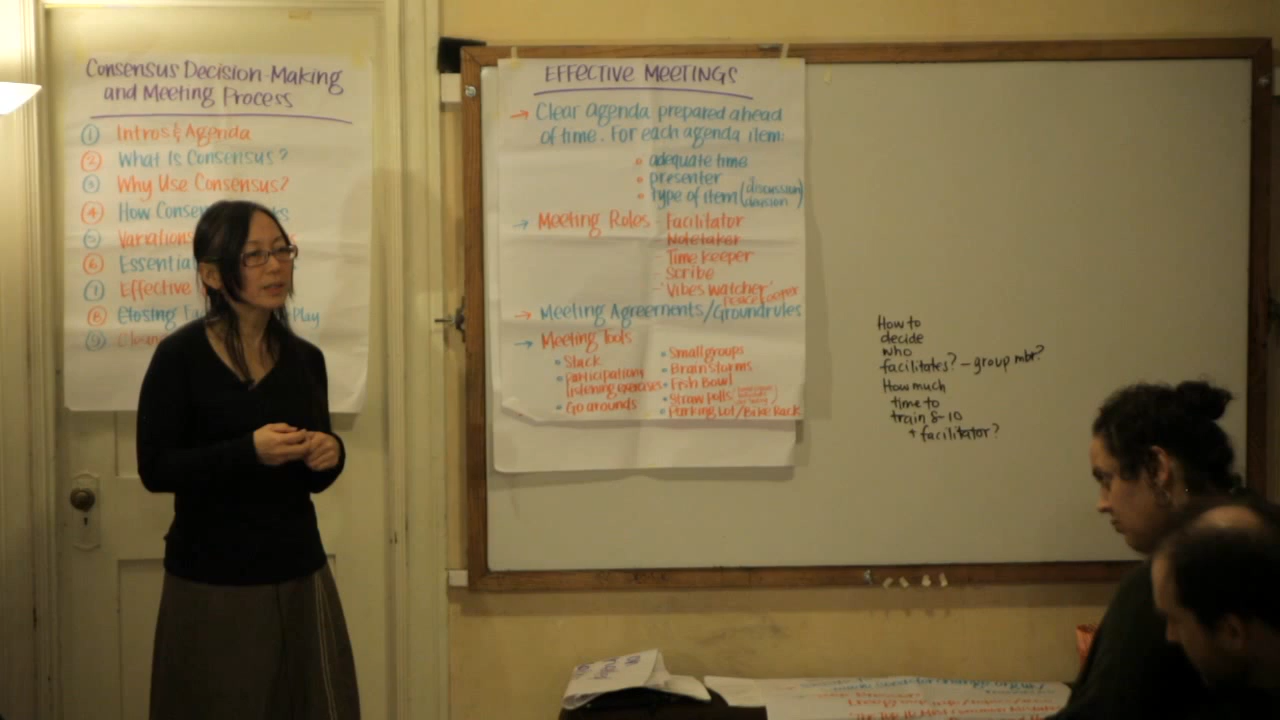 Consensus Decision-Making
and Meeting Process
① Intros & Agenda
② What Is Consensus?
③ Why Use Consensus?
④ How Consen
⑤ Variations
⑥ Essentia
⑦ Effective
⑧ Closing Play
⑨
EFFECTIVE MEETINGS
→ Clear agenda prepared ahead
of time. For each agenda item:
• adequate time
• presenter
• type of item (discussion/decision)
→ Meeting Roles - Facilitator
- Notetaker
- Time keeper
- Scribe
- 'Vibes watcher'
peace keeper
→ Meeting Agreements/Groundrules
→ Meeting Tools
• Stack
• participation/
listening exercises
• Go arounds
• Small groups
• Brainstorms
• Fish Bowl
• Straw polls
• Parking Lot/Bike Rack
How to
decide
who
facilitates? - group mbr?
How much
time to
train 8-10
+ facilitator?